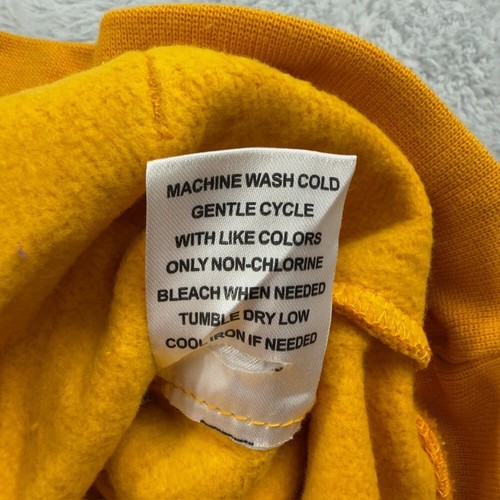 MACHINE WASH COLD
GENTLE CYCLE
WITH LIKE COLORS
ONLY NON-CHLORINE
BLEACH WHEN NEEDED
TUMBLE DRY LOW
COOL IRON IF NEEDED